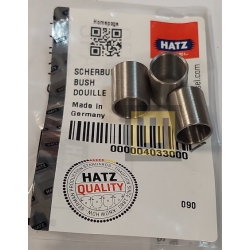 Homepage
HATZ
SCHERBU
BUSH
DOUILLE
Made in
Germany
000004033000
HATZ
QUALITY
090